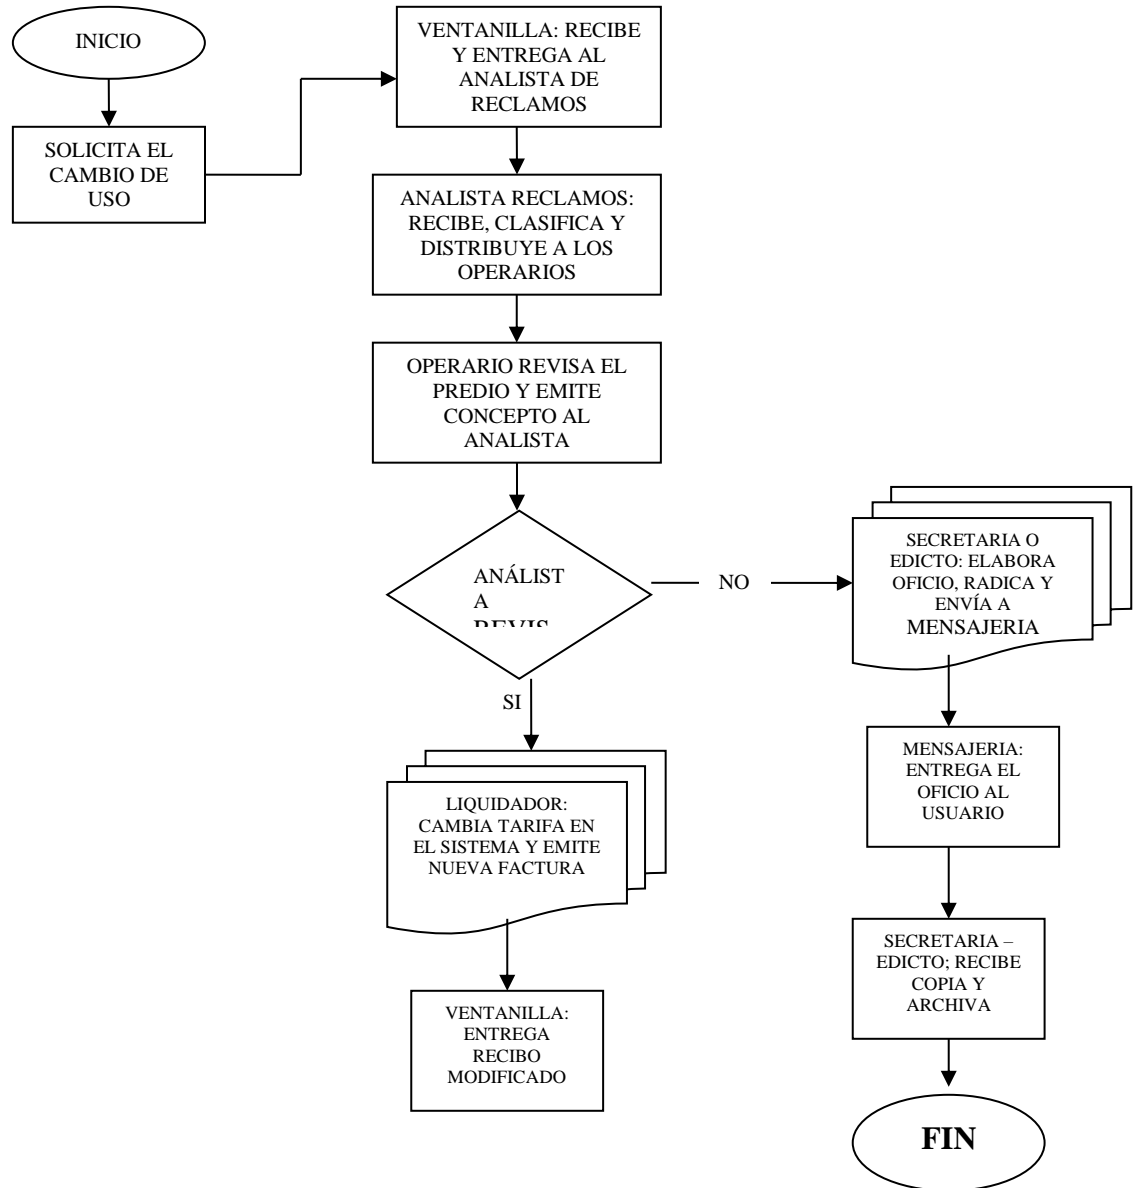 INICIO
SOLICITA EL
CAMBIO DE
USO
VENTANILLA: RECIBE
Y ENTREGA AL
ANALISTA DE
RECLAMOS
ANALISTA RECLAMOS:
RECIBE, CLASIFICA Y
DISTRIBUYE A LOS
OPERARIOS
OPERARIO REVISA EL
PREDIO Y EMITE
CONCEPTO AL
ANALISTA
ANÁLIST
A
NO
SI
SECRETARIA O
EDICTO: ELABORA
OFICIO, RADICA Y
ENVÍA A
MENSAJERIA
MENSAJERIA:
ENTREGA EL
OFICIO AL
USUARIO
LIQUIDADOR:
CAMBIA TARIFA EN
EL SISTEMA Y EMITE
NUEVA FACTURA
SECRETARIA –
EDICTO; RECIBE
COPIA Y
ARCHIVA
VENTANILLA:
ENTREGA
RECIBO
MODIFICADO
FIN